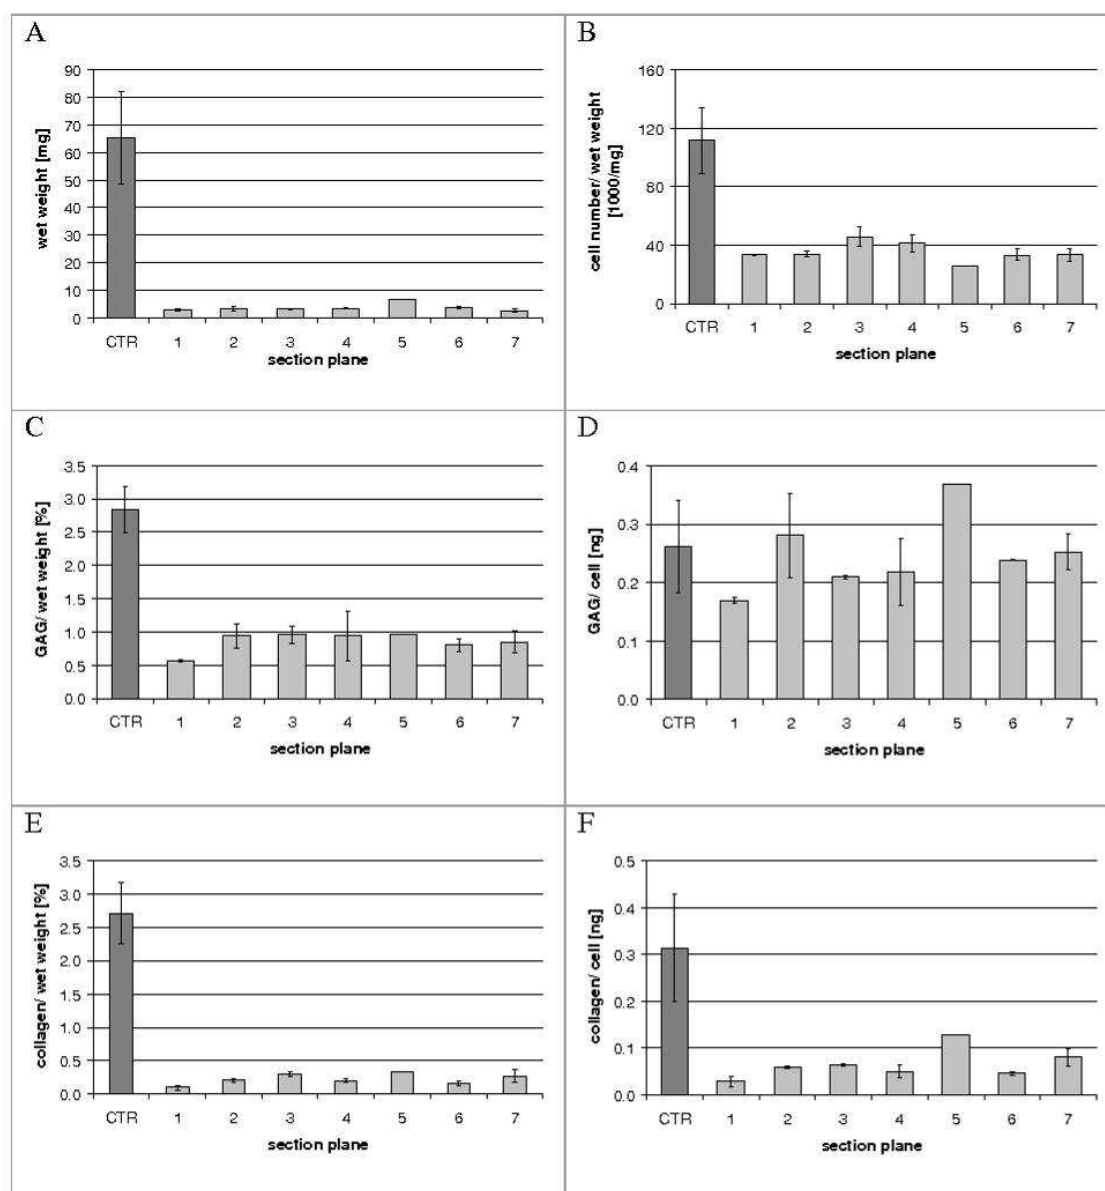 A
wet weight [mg]
90
80
70
60
50
40
30
20
10
0
CTR 1 2 3 4 5 6 7
section plane
B
cell number/ wet weight
[1000/mg]
160
120
80
40
0
CTR 1 2 3 4 5 6 7
section plane
C
GAG/ wet weight [%]
3.5
3.0
2.5
2.0
1.5
1.0
0.5
0.0
CTR 1 2 3 4 5 6 7
section plane
D
GAG/ cell [ng]
0.4
0.3
0.2
0.1
0.0
CTR 1 2 3 4 5 6 7
section plane
E
collagen/ wet weight [%]
3.5
3.0
2.5
2.0
1.5
1.0
0.5
0.0
CTR 1 2 3 4 5 6 7
section plane
F
collagen/ cell [ng]
0.5
0.4
0.3
0.2
0.1
0.0
CTR 1 2 3 4 5 6 7
section plane